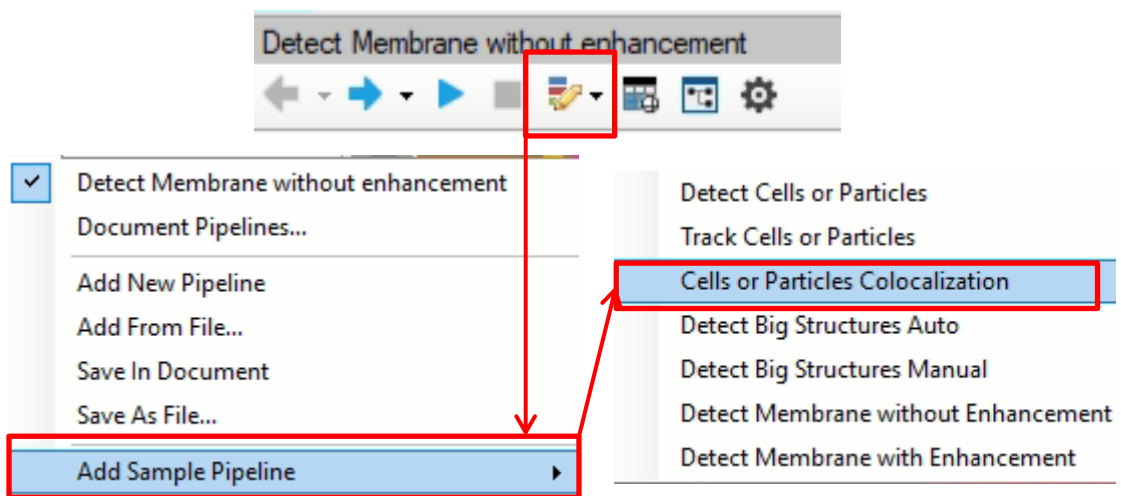 Detect Membrane without enhancement
Detect Membrane without enhancement
Document Pipelines...
Add New Pipeline
Add From File...
Save In Document
Save As File...
Add Sample Pipeline
Detect Cells or Particles
Track Cells or Particles
Cells or Particles Colocalization
Detect Big Structures Auto
Detect Big Structures Manual
Detect Membrane without Enhancement
Detect Membrane with Enhancement